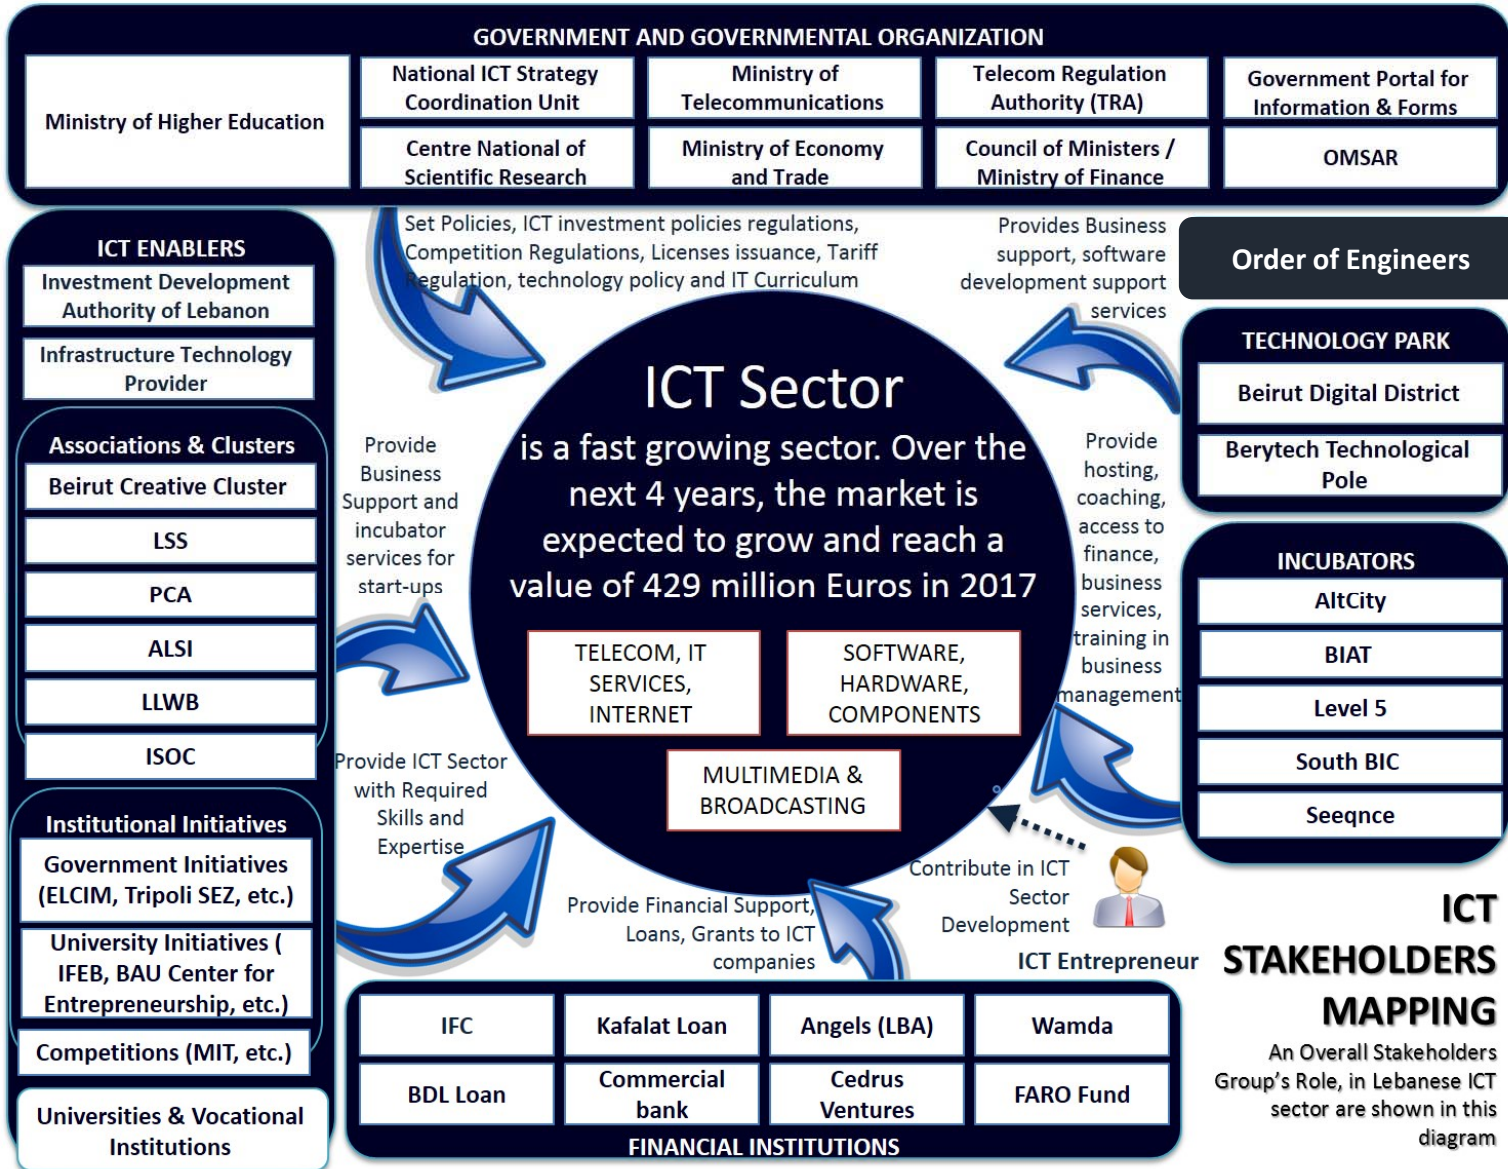 GOVERNMENT AND GOVERNMENTAL ORGANIZATION
Ministry of Higher Education
National ICT Strategy
Coordination Unit
Ministry of
Telecommunications
Telecom Regulation
Authority (TRA)
Government Portal for
Information & Forms
Centre National of
Scientific Research
Ministry of Economy
and Trade
Council of Ministers /
Ministry of Finance
OMSAR
ICT ENABLERS
Investment Development
Authority of Lebanon
Infrastructure Technology
Provider
Associations & Clusters
Beirut Creative Cluster
LSS
PCA
ALSI
LLWB
ISOC
Institutional Initiatives
Government Initiatives
(ELCIM, Tripoli SEZ, etc.)
University Initiatives (
IFEB, BAU Center for
Entrepreneurship, etc.)
Competitions (MIT, etc.)
Universities & Vocational
Institutions
Set Policies, ICT investment policies regulations,
Competition Regulations, Licenses issuance, Tariff
Regulation, technology policy and IT Curriculum
Provides Business
support, software
development support
services
Order of Engineers
TECHNOLOGY PARK
Beirut Digital District
Berytech Technological
Pole
Provide
Business
Support and
incubator
services for
start-ups
ICT Sector
is a fast growing sector. Over the
next 4 years, the market is
expected to grow and reach a
value of 429 million Euros in 2017
TELECOM, IT
SERVICES,
INTERNET
SOFTWARE,
HARDWARE,
COMPONENTS
MULTIMEDIA &
BROADCASTING
Provide
hosting,
coaching,
access to
finance,
business
services,
training in
business
management
INCUBATORS
AltCity
BIAT
Level 5
South BIC
Seeqnce
Provide ICT Sector
with Required
Skills and
Expertise
Provide Financial Support,
Loans, Grants to ICT
companies
Contribute in ICT
Sector
Development
ICT Entrepreneur
IFC
Kafalat Loan
Angels (LBA)
Wamda
BDL Loan
Commercial
bank
Cedrus
Ventures
FARO Fund
FINANCIAL INSTITUTIONS
ICT
STAKEHOLDERS
MAPPING
An Overall Stakeholders
Group's Role, in Lebanese ICT
sector are shown in this
diagram